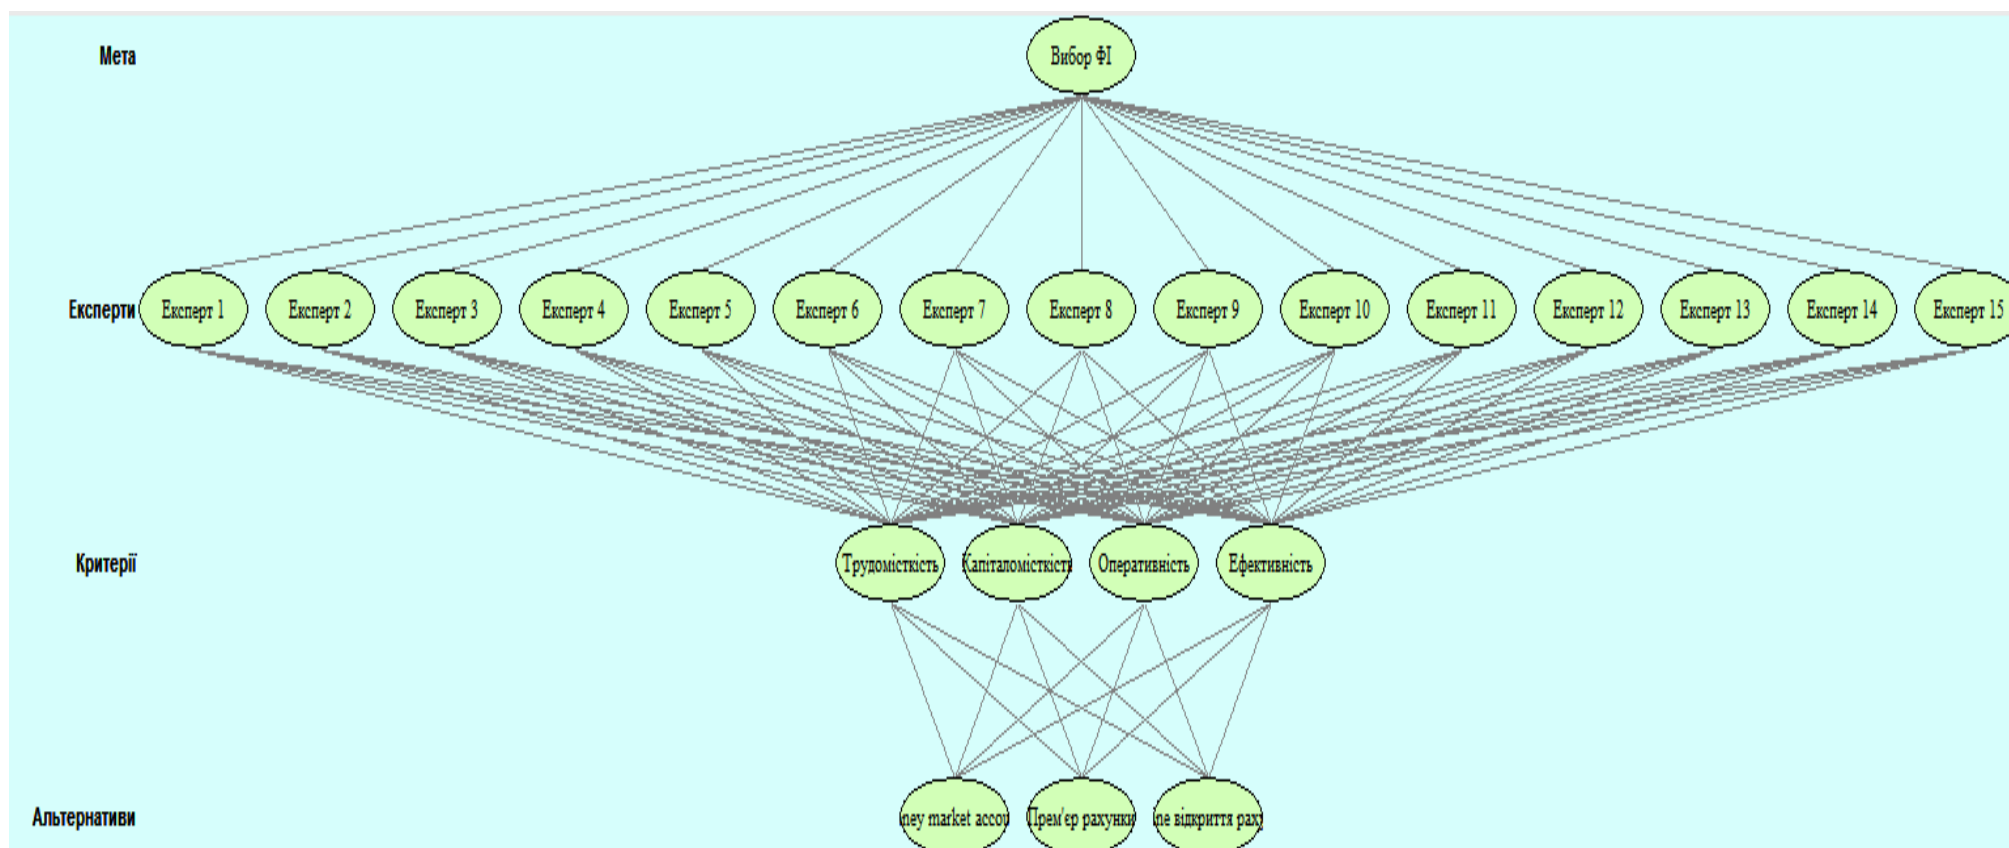 Мета
Вибор ФІ
Експерти
Експерт 1
Експерт 2
Експерт 3
Експерт 4
Експерт 5
Експерт 6
Експерт 7
Експерт 8
Експерт 9
Експерт 10
Експерт 11
Експерт 12
Експерт 13
Експерт 14
Експерт 15
Критерії
Трудомісткість
Капіталомісткість
Оперативність
Ефективність
Альтернативи
ney market accou
Прем'єр рахунки
ne відкриття раху